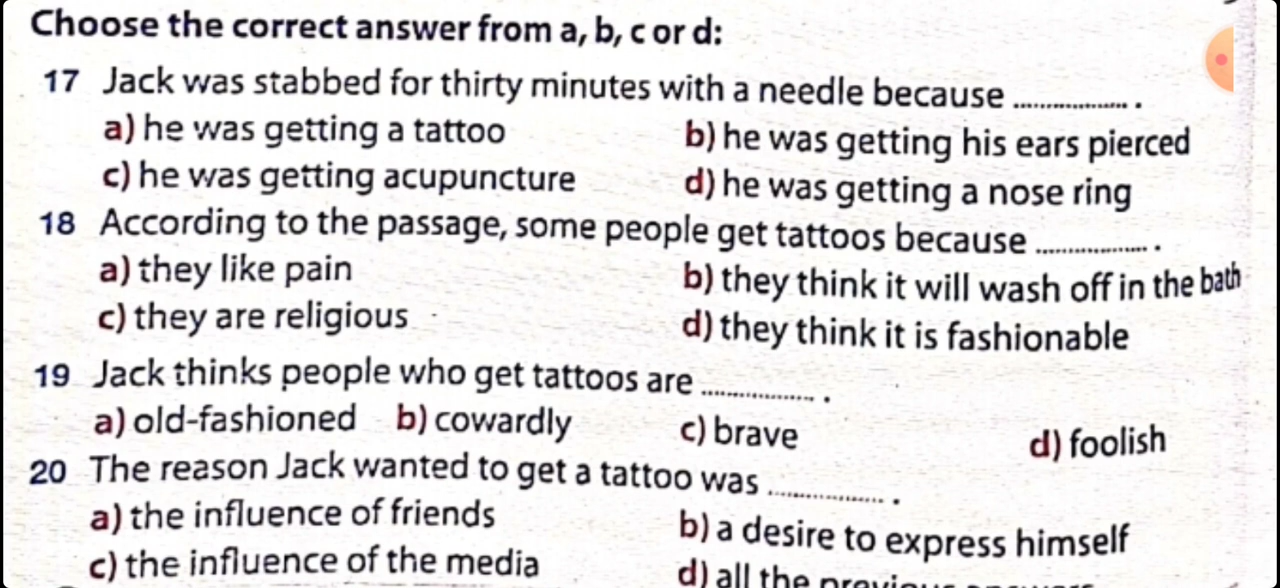 Choose the correct answer from a, b, c or d:
17 Jack was stabbed for thirty minutes with a needle because .................. .
a) he was getting a tattoo b) he was getting his ears pierced
c) he was getting acupuncture d) he was getting a nose ring
18 According to the passage, some people get tattoos because .................. .
a) they like pain b) they think it will wash off in the bath
c) they are religious d) they think it is fashionable
19 Jack thinks people who get tattoos are .................. .
a) old-fashioned b) cowardly c) brave d) foolish
20 The reason Jack wanted to get a tattoo was .................. .
a) the influence of friends b) a desire to express himself
c) the influence of the media d) all the previous answers